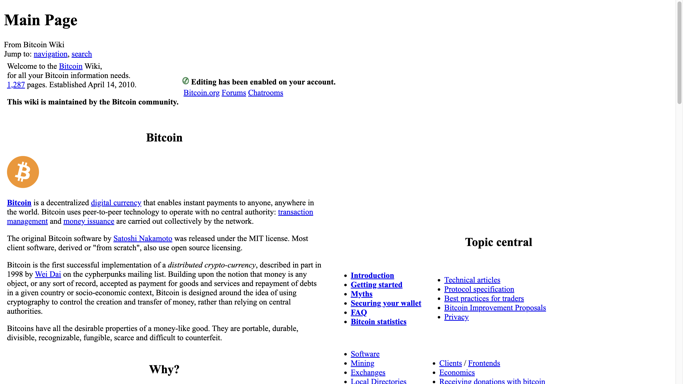 Main Page
From Bitcoin Wiki
Jump to: navigation, search
Welcome to the Bitcoin Wiki,
for all your Bitcoin information needs.
1,287 pages. Established April 14, 2010.
This wiki is maintained by the Bitcoin community.
Editing has been enabled on your account.
Bitcoin.org Forums Chatrooms
Bitcoin
Bitcoin is a decentralized digital currency that enables instant payments to anyone, anywhere in
the world. Bitcoin uses peer-to-peer technology to operate with no central authority: transaction
management and money issuance are carried out collectively by the network.
The original Bitcoin software by Satoshi Nakamoto was released under the MIT license. Most
client software, derived or "from scratch", also use open source licensing.
Bitcoin is the first successful implementation of a distributed crypto-currency, described in part in
1998 by Wei Dai on the cypherpunks mailing list. Building upon the notion that money is any
object, or any sort of record, accepted as payment for goods and services and repayment of debts
in a given country or socio-economic context, Bitcoin is designed around the idea of using
cryptography to control the creation and transfer of money, rather than relying on central
authorities.
Bitcoins have all the desirable properties of a money-like good. They are portable, durable,
divisible, recognizable, fungible, scarce and difficult to counterfeit.
Why?
Topic central
Introduction
Getting started
Myths
Securing your wallet
FAQ
Bitcoin statistics
Technical articles
Protocol specification
Best practices for traders
Bitcoin Improvement Proposals
Privacy
Software
Mining
Exchanges
Local Directories
Clients / Frontends
Economics
Receiving donations with bitcoin